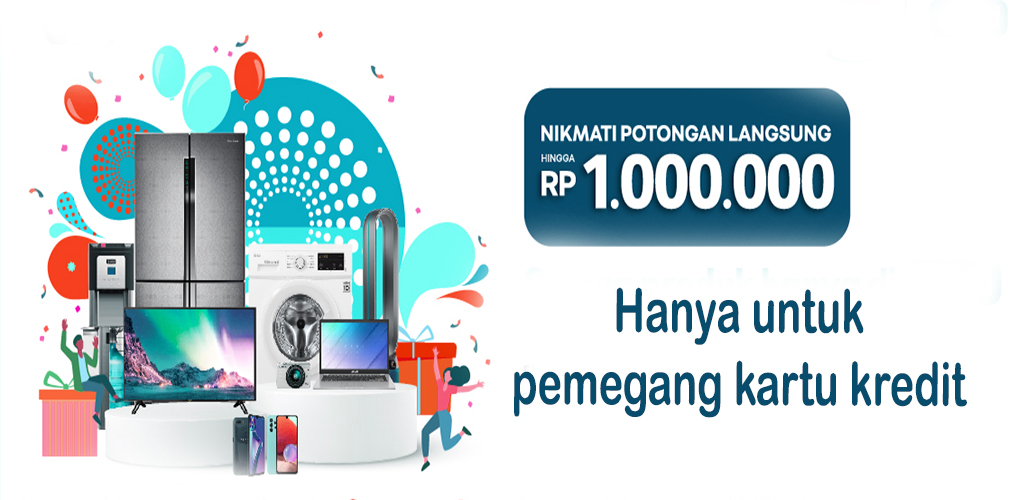 NIKMATI POTONGAN LANGSUNG
HINGGA
RP 1.000.000
Hanya untuk
pemegang kartu kredit